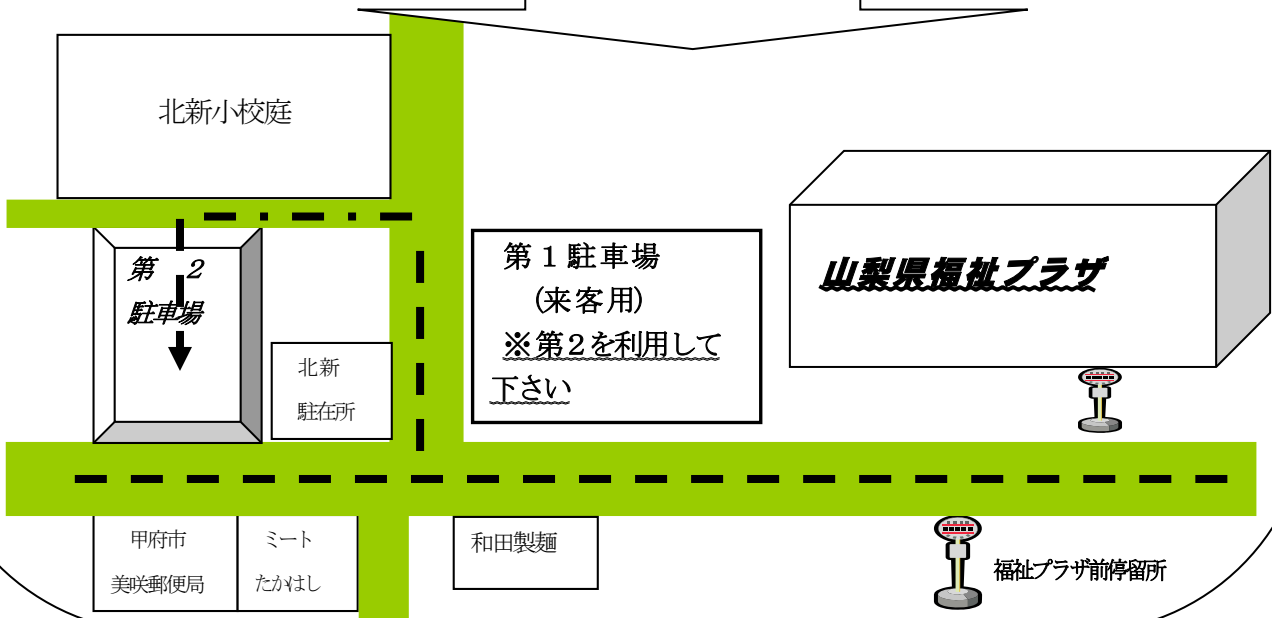 北新小校庭
第　２
駐車場
北新
駐在所
第１駐車場
(来客用)
※第２を利用して
下さい
山梨県福祉プラザ
甲府市
美咲郵便局
ミート
たかはし
和田製麺
福祉プラザ前停留所